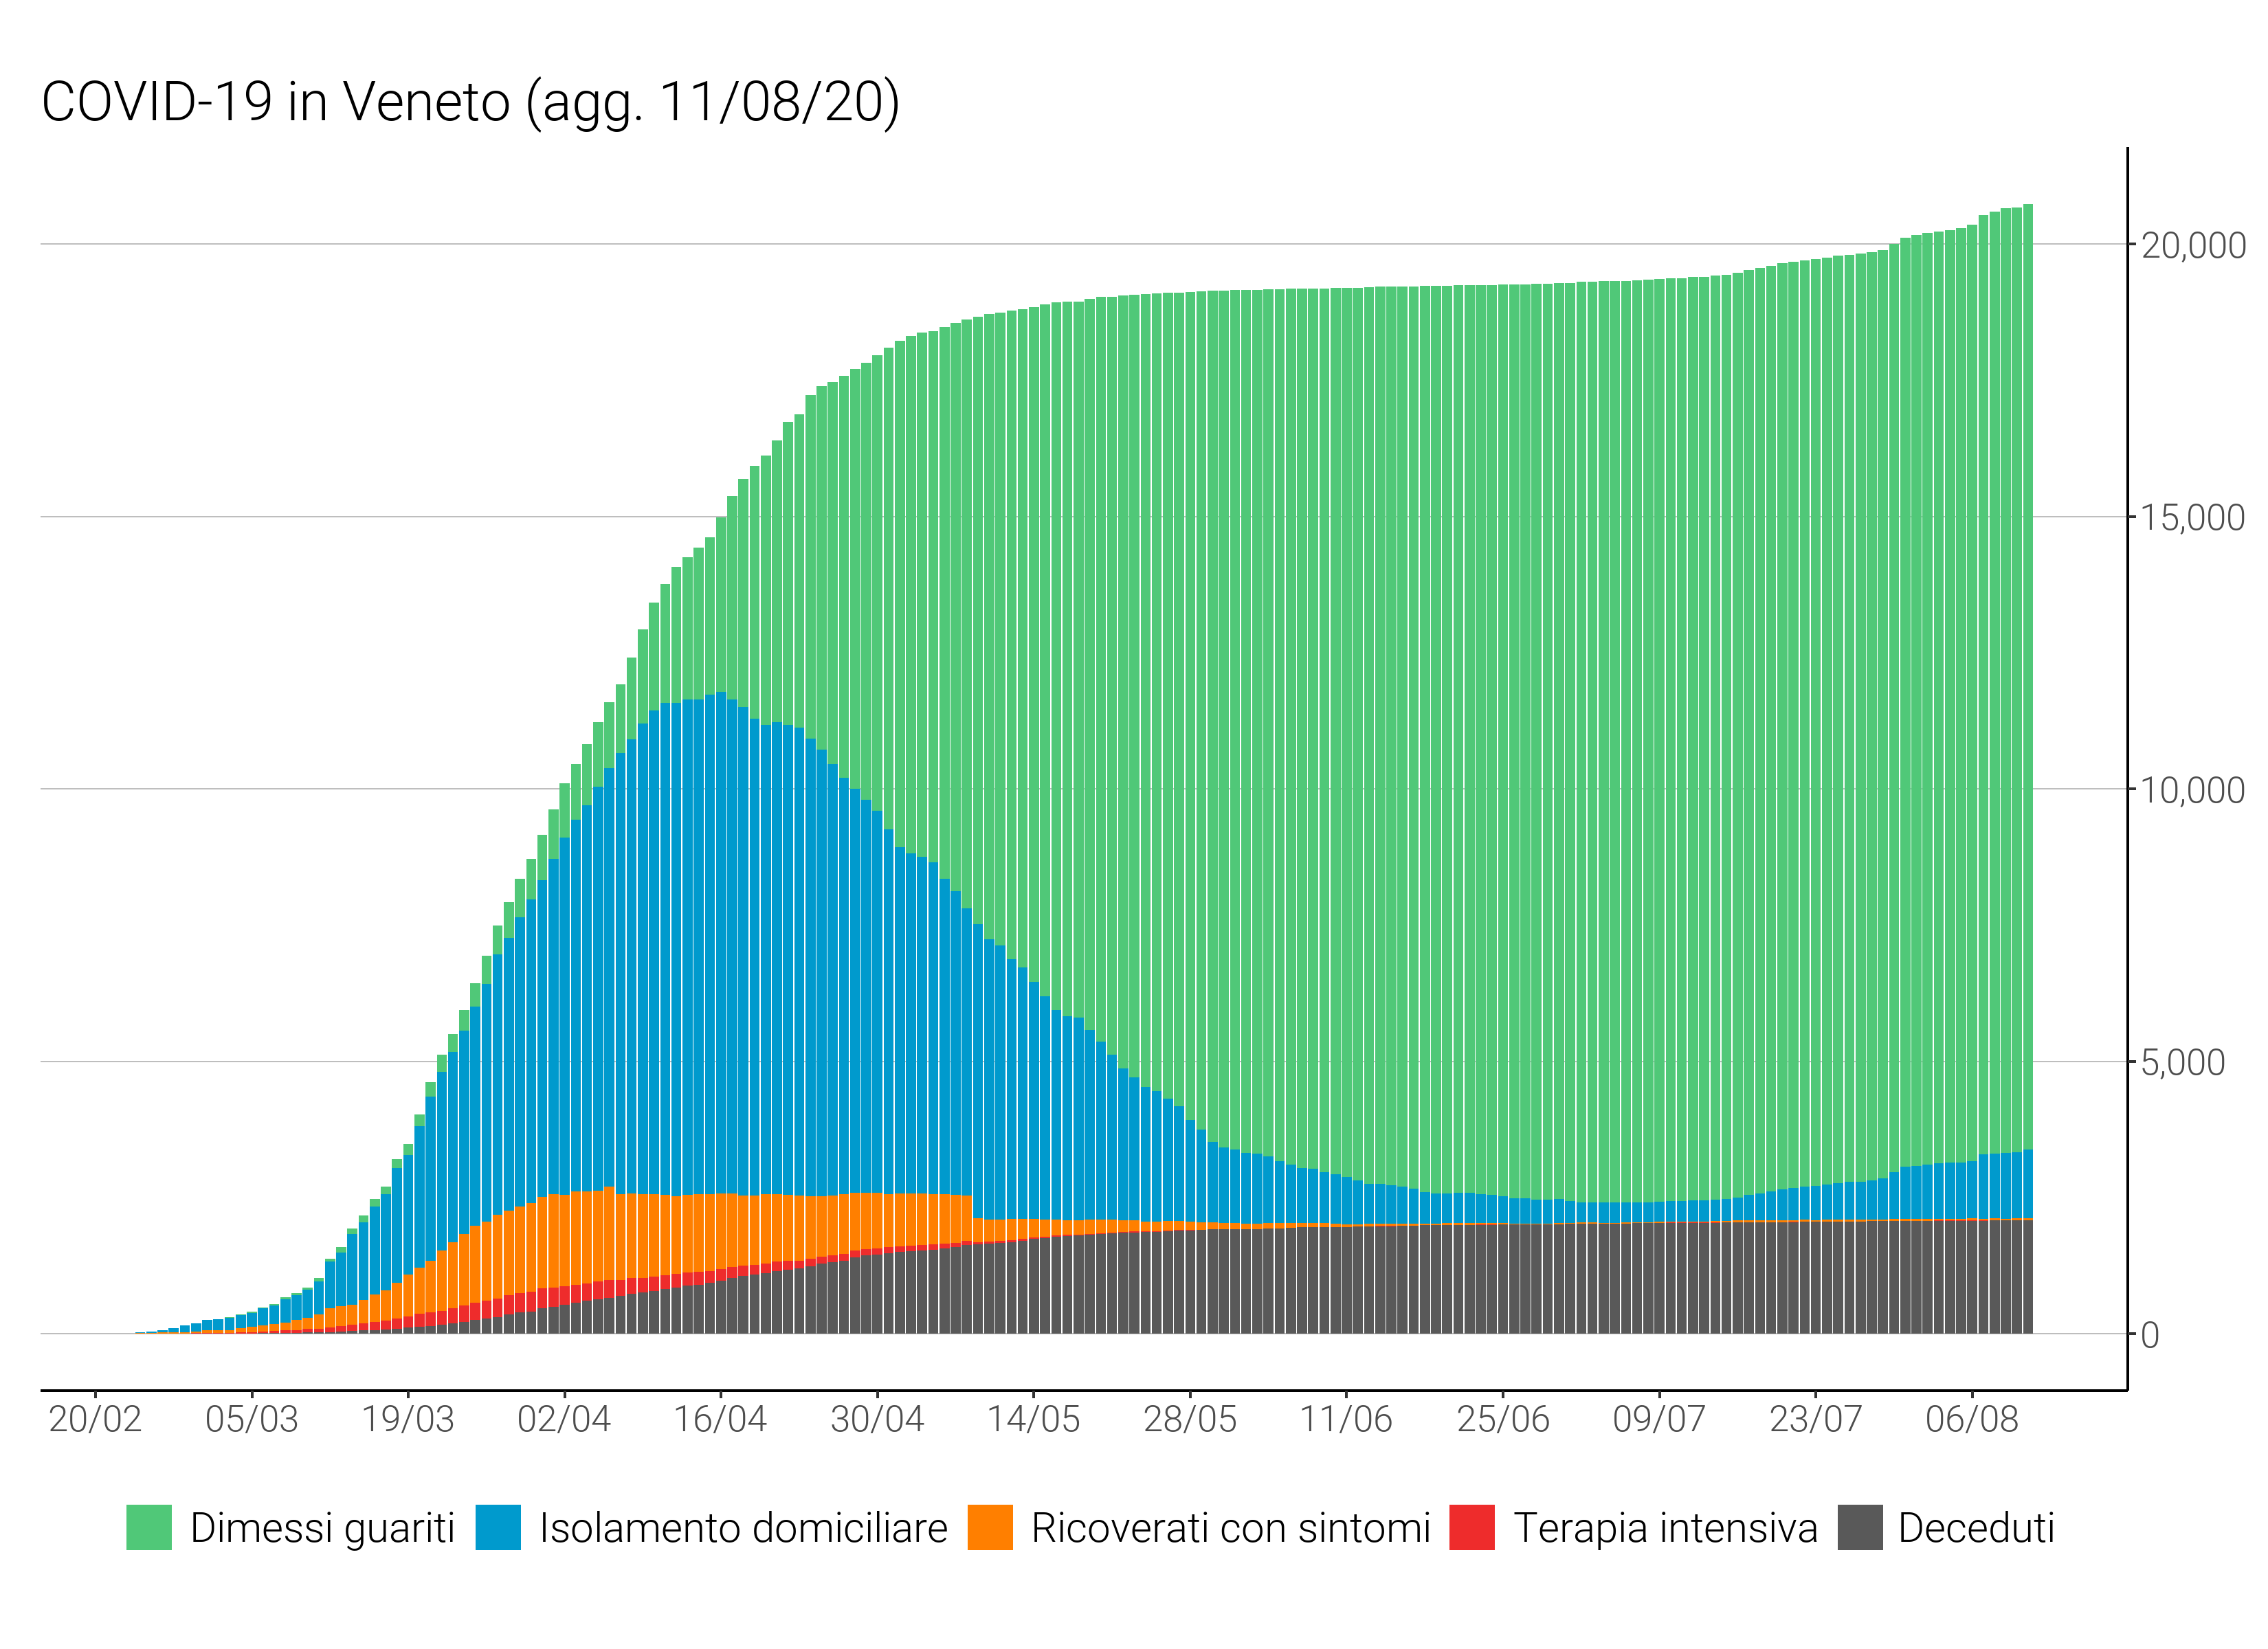 COVID-19 in Veneto (agg. 11/08/20)
20,000
15,000
10,000
5,000
0
20/02 05/03 19/03 02/04 16/04 30/04 14/05 28/05 11/06 25/06 09/07 23/07 06/08
Dimessi guariti Isolamento domiciliare Ricoverati con sintomi Terapia intensiva Deceduti